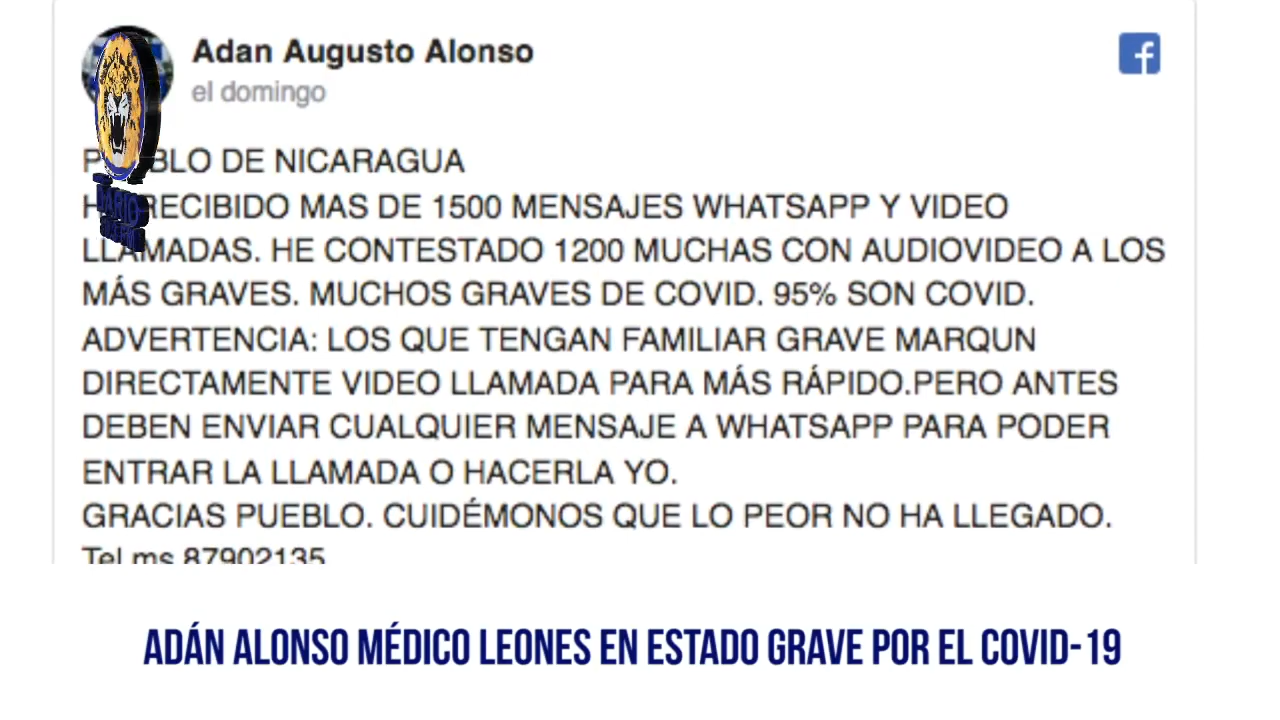 Adan Augusto Alonso
el domingo
BLO DE NICARAGUA
RECIBIDO MAS DE 1500 MENSAJES WHATSAPP Y VIDEO
LLAMADAS. HE CONTESTADO 1200 MUCHAS CON AUDIOVIDEO A LOS
MÁS GRAVES. MUCHOS GRAVES DE COVID. 95% SON COVID.
ADVERTENCIA: LOS QUE TENGAN FAMILIAR GRAVE MARQUN
DIRECTAMENTE VIDEO LLAMADA PARA MÁS RÁPIDO.PERO ANTES
DEBEN ENVIAR CUALQUIER MENSAJE A WHATSAPP PARA PODER
ENTRAR LA LLAMADA O HACERLA YO.
GRACIAS PUEBLO. CUIDÉMONOS QUE LO PEOR NO HA LLEGADO.
Tel ms 87902135
ADÁN ALONSO MÉDICO LEONES EN ESTADO GRAVE POR EL COVID-19